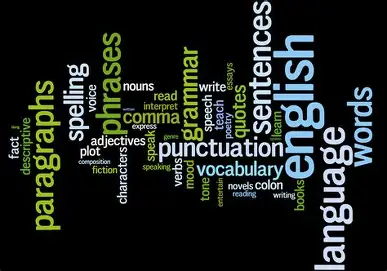 fact
descriptive
paragraphs
spelling
voice
phrases
nouns
read
interpret
comma
express
adjectives
plot
composition
fiction
characters
genre
speak
speaking
punctuation
verbs
mood
grammar
write
speech
teach
poetry
essays
quotes
vocabulary
tone
entertain
novels
colon
reading
writing
sentences
learn
english
books
language
words